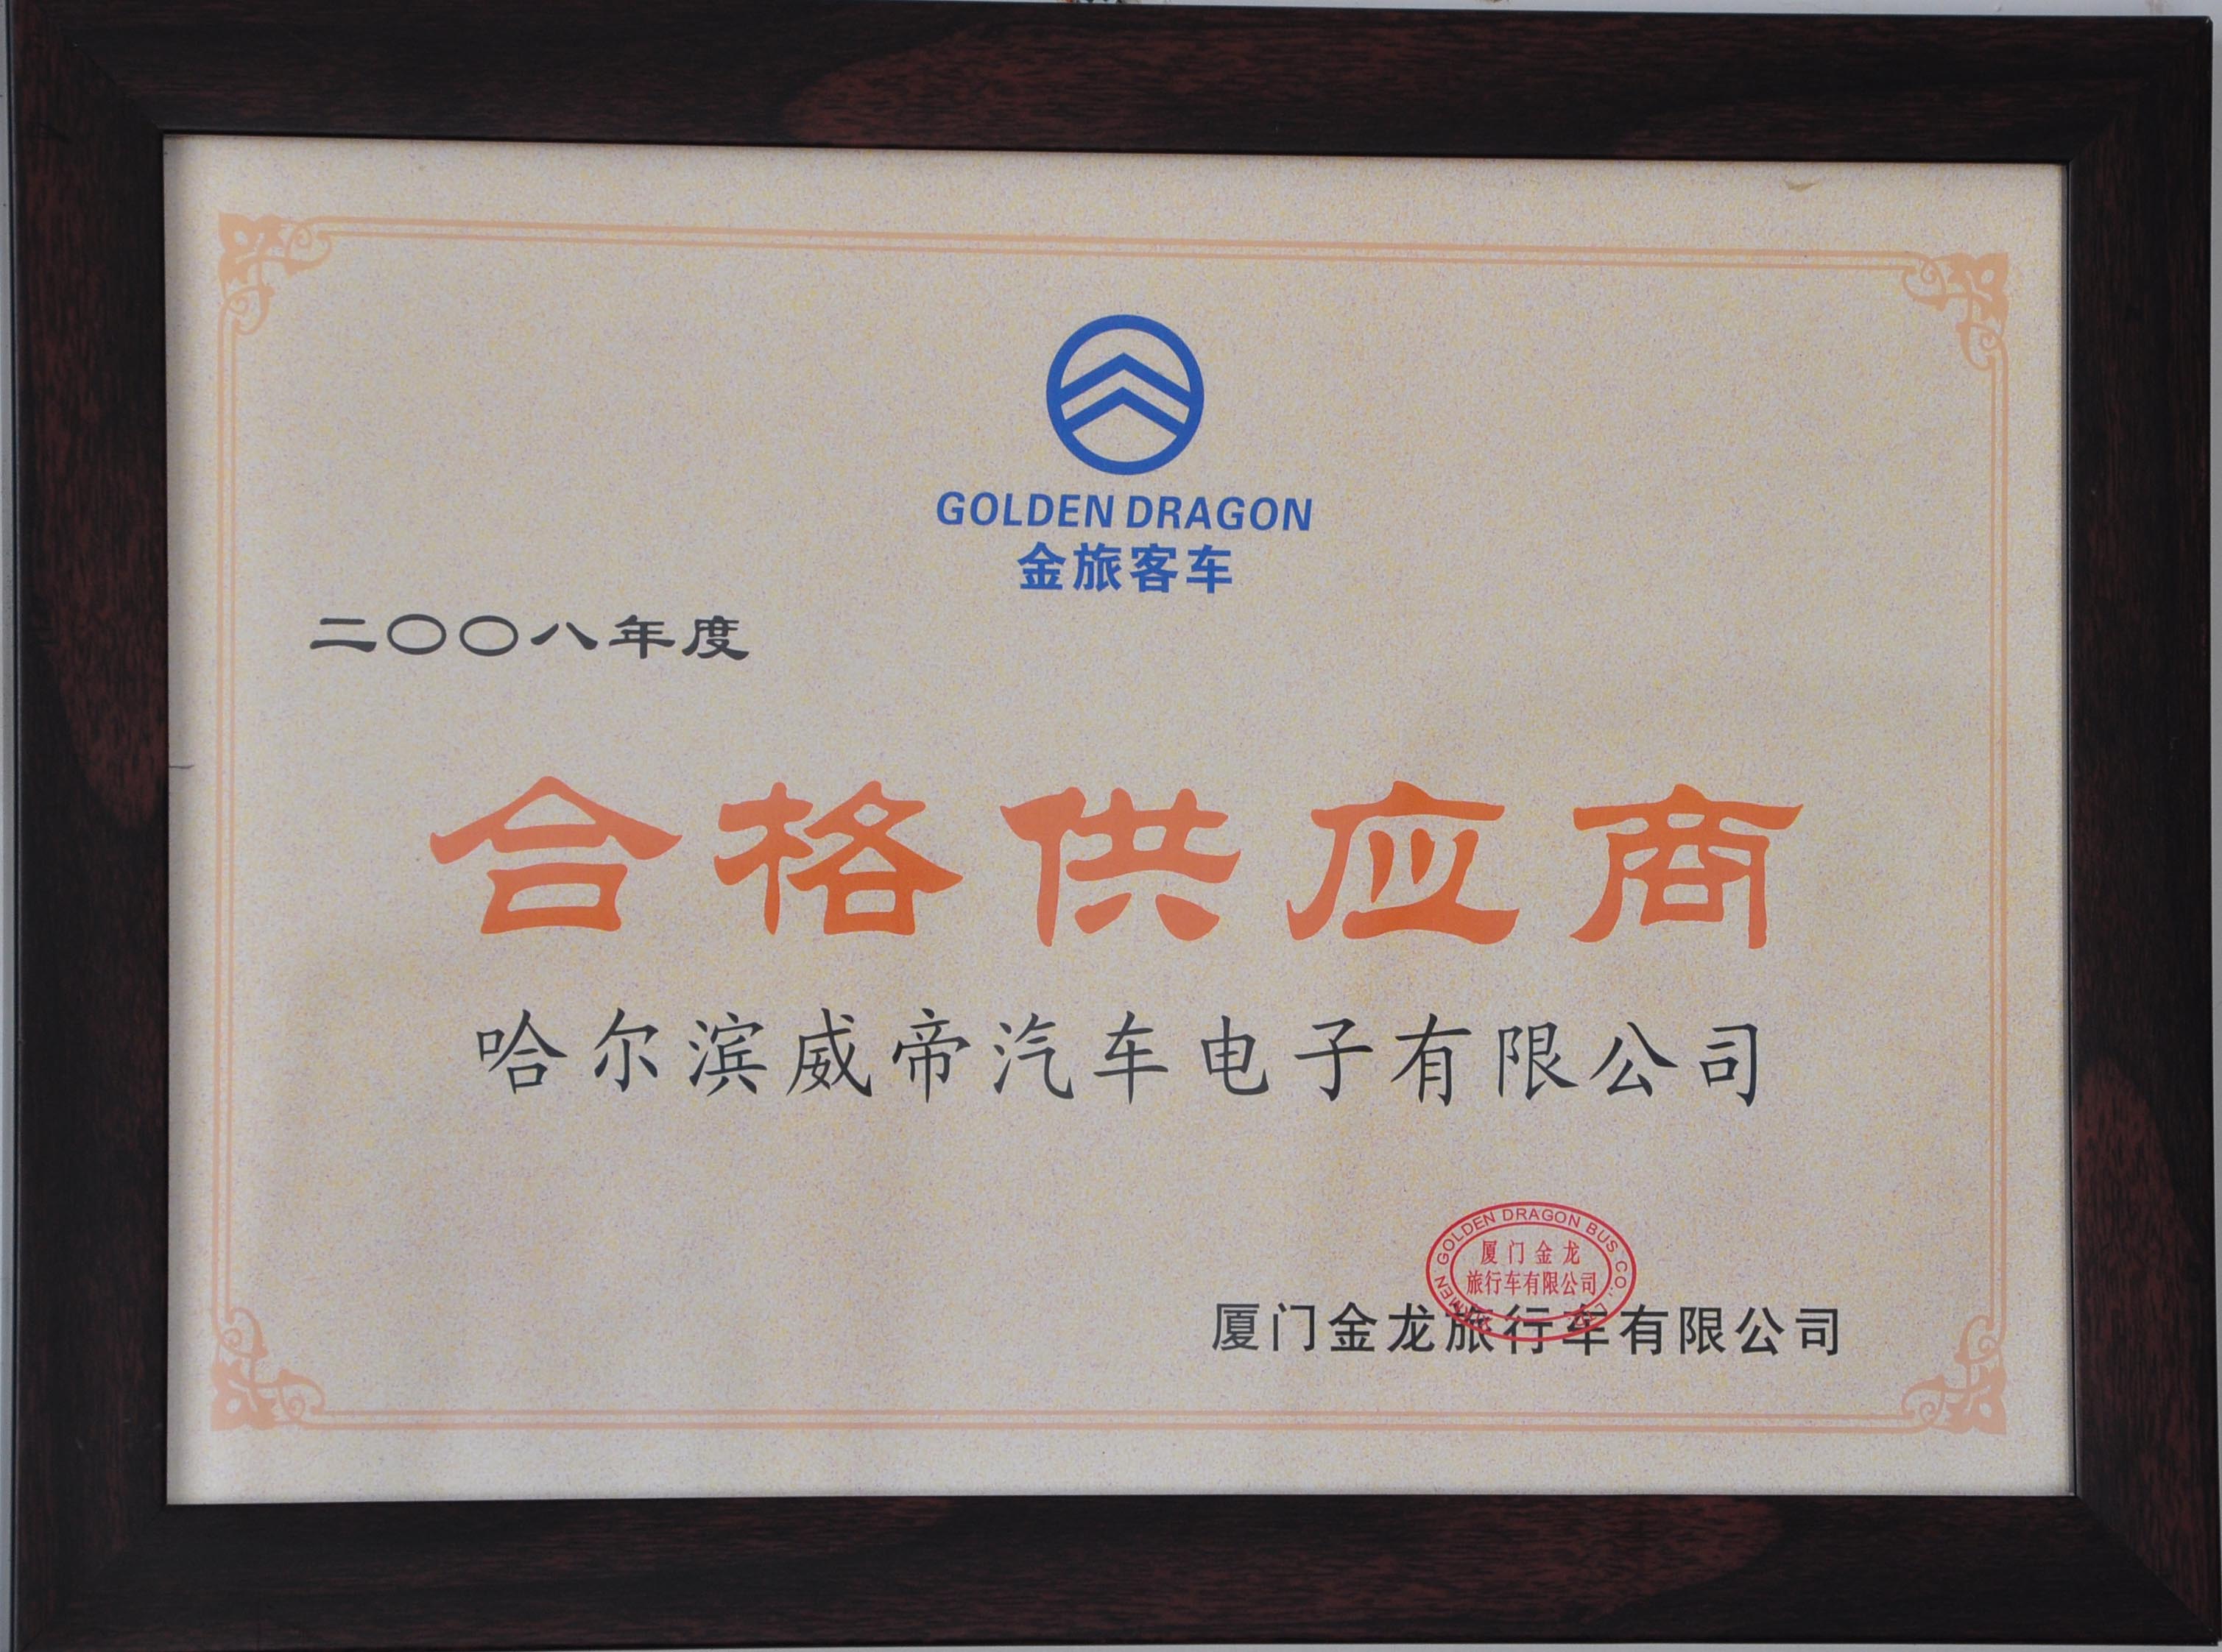 GOLDEN DRAGON
金旅客车
二〇〇八年度
合格供应商
哈尔滨威帝汽车电子有限公司
XIAMEN GOLDEN DRAGON BUS CO., LTD.
厦门金龙
旅行车有限公司
厦门金龙旅行车有限公司